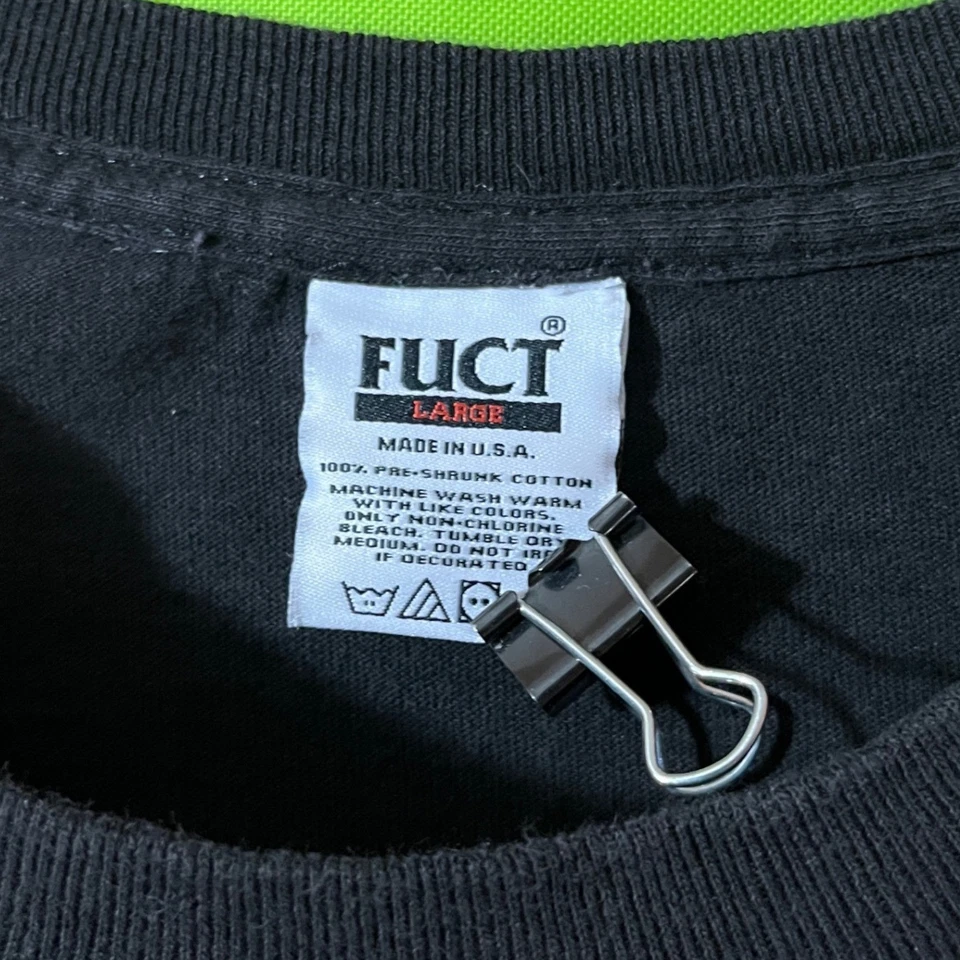 FUCT®
LARGE
MADE IN U.S.A.
100% PRE-SHRUNK COTTON
MACHINE WASH WARM
WITH LIKE COLORS.
ONLY NON-CHLORINE
BLEACH. TUMBLE DRY
MEDIUM. DO NOT
IF DECORATED